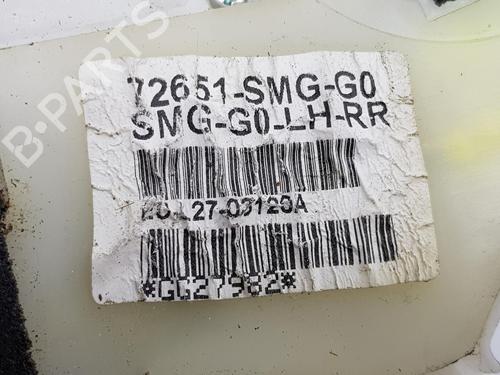 B-PARTS
72651-SMG-G0
SMG-G0-LH-RR
27-03120A
*GG27982*